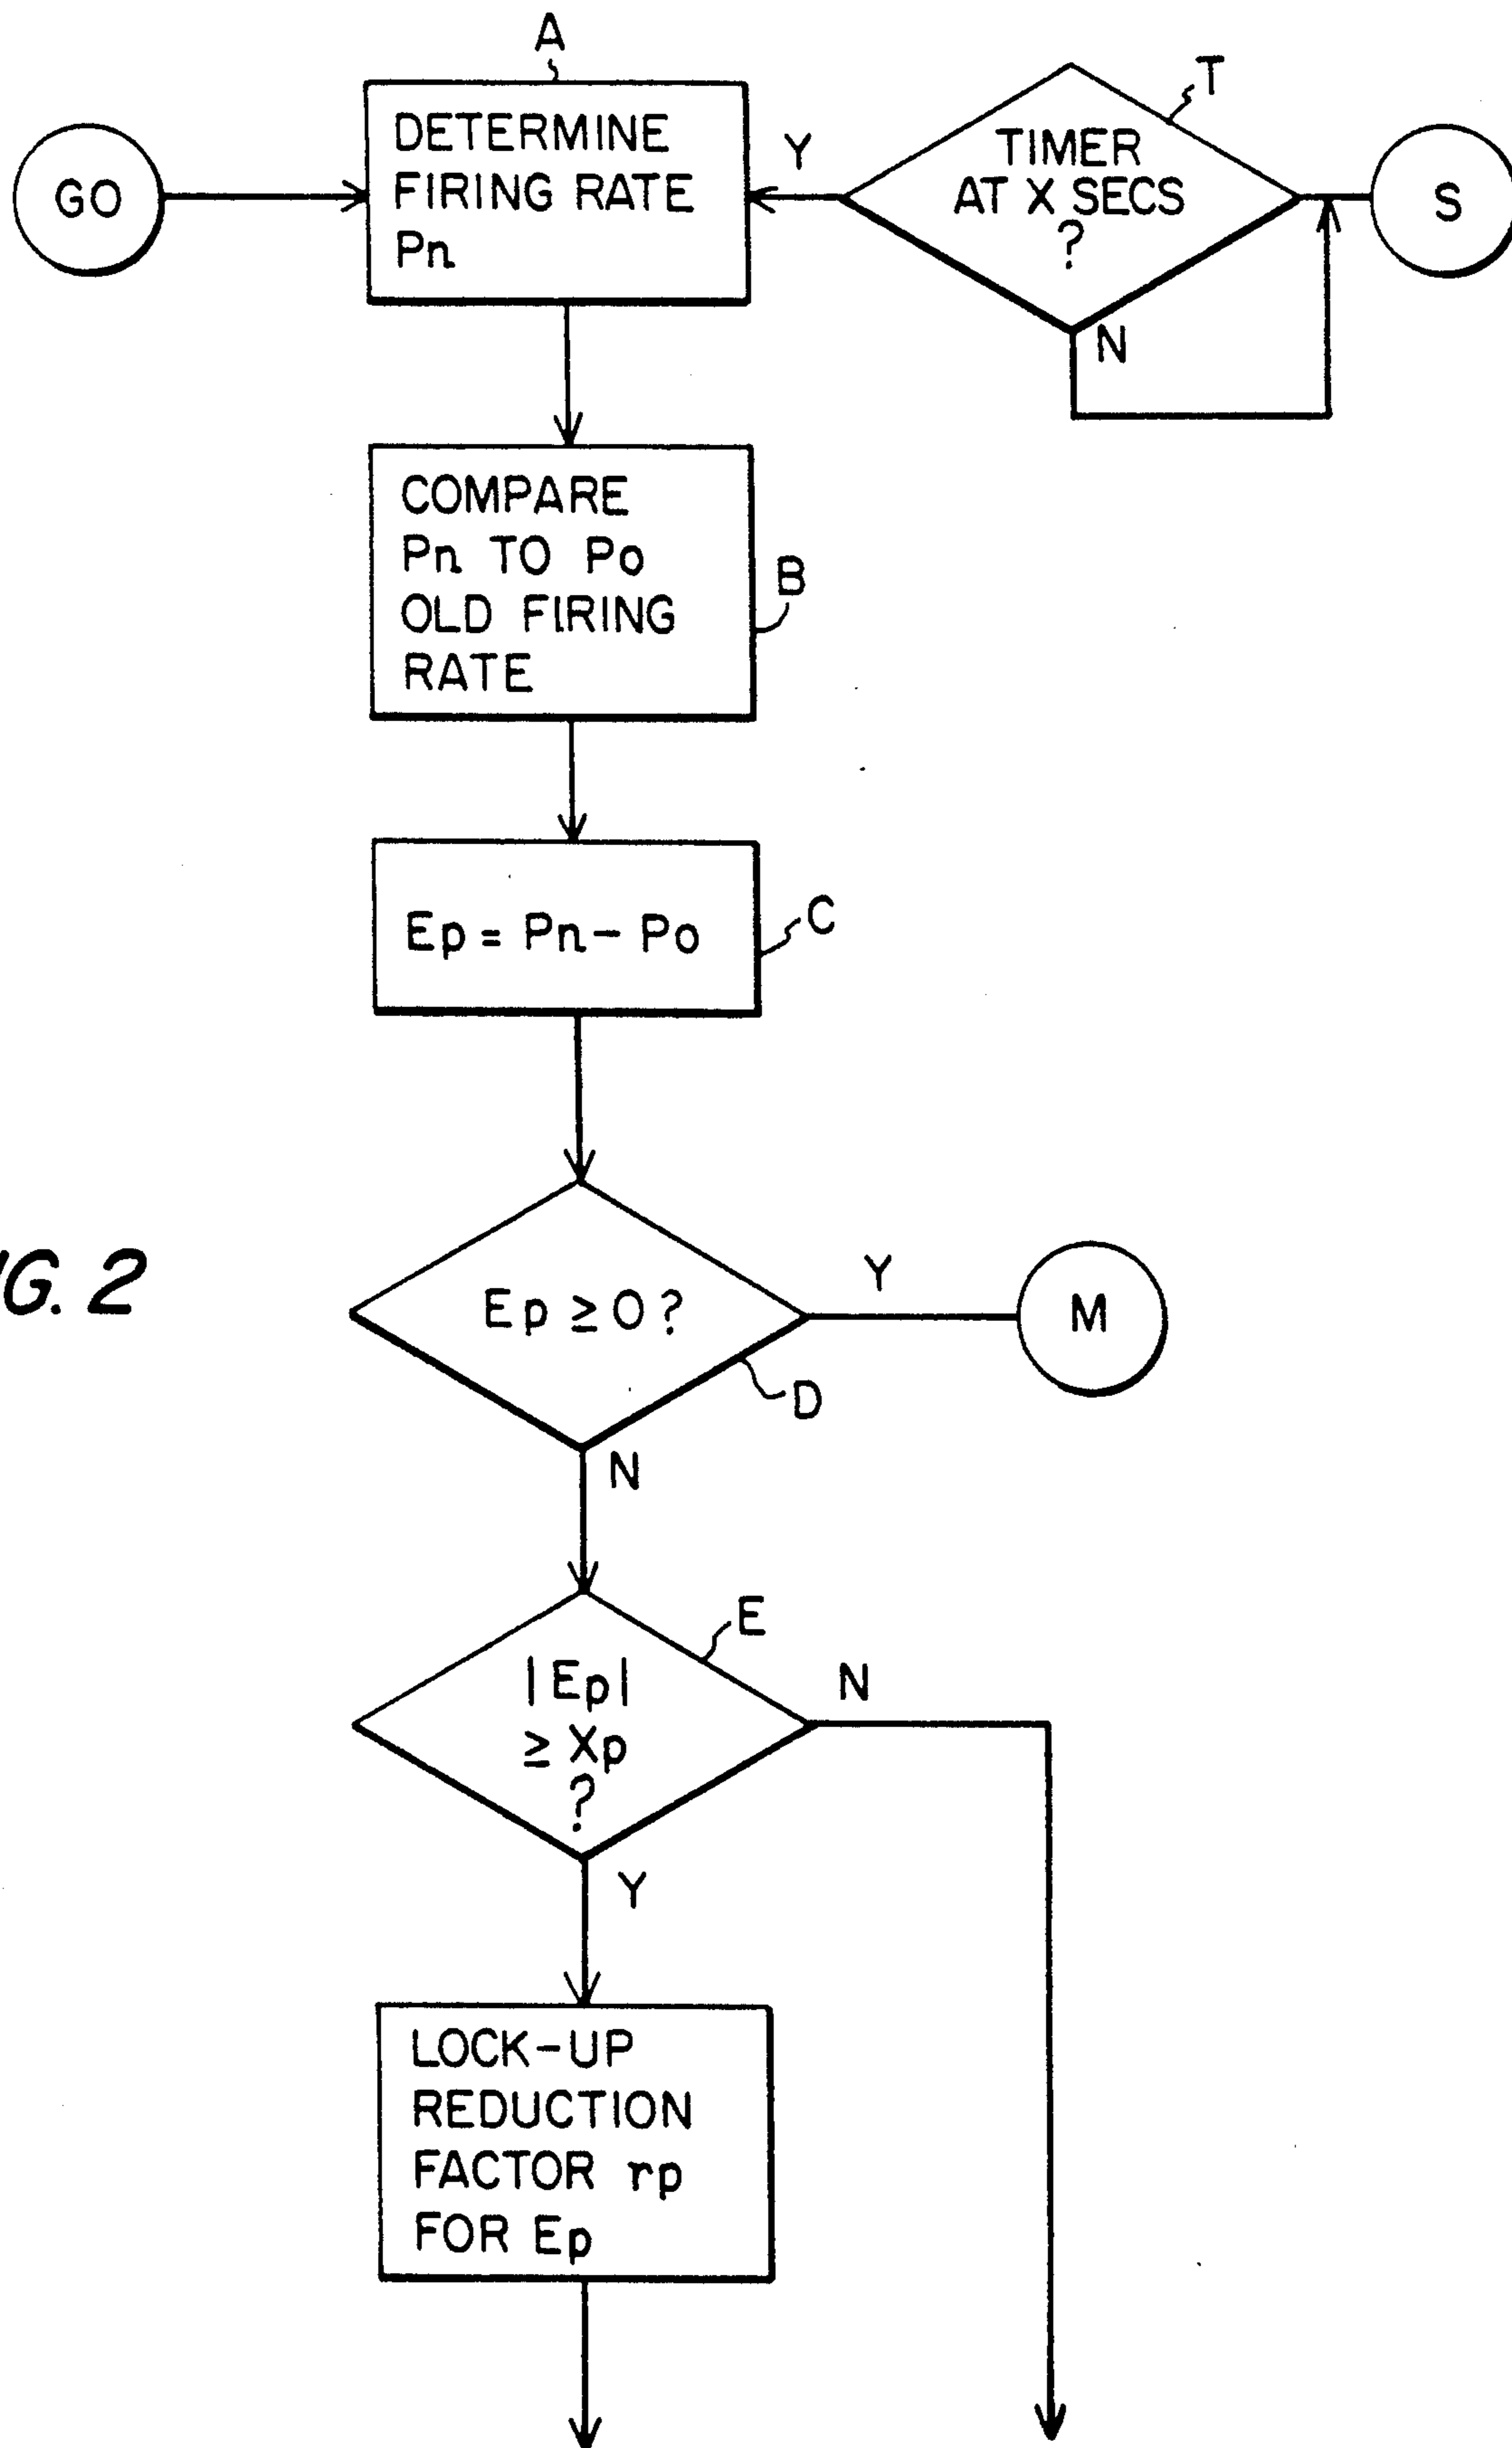 A
T
GO
DETERMINE
FIRING RATE
Pn
Y
TIMER
AT X SECS
?
S
N
COMPARE
Pn TO Po
OLD FIRING
RATE
B
Ep = Pn - Po
C
Ep ≥ O ?
Y
M
D
N
IG. 2
E
|Ep|
≥ Xp
?
N
Y
LOCK-UP
REDUCTION
FACTOR rp
FOR Ep